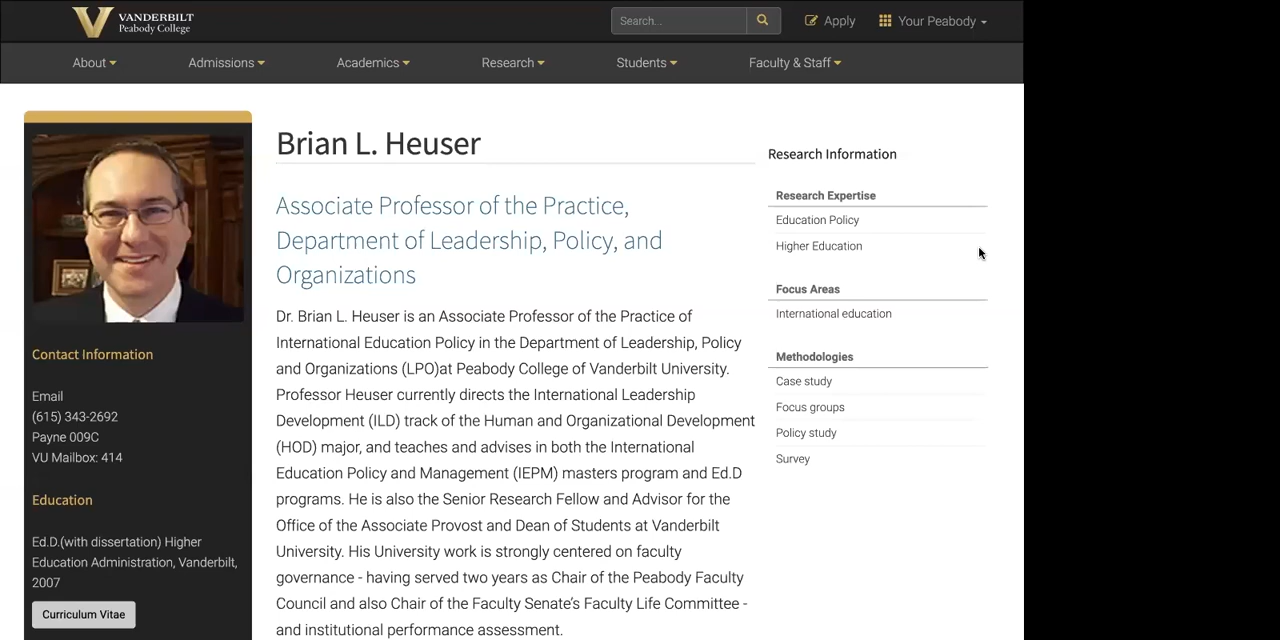 VANDERBILT
Peabody College
Search...
Apply
Your Peabody
About
Admissions
Academics
Research
Students
Faculty & Staff
Contact Information
Email
(615) 343-2692
Payne 009C
VU Mailbox: 414
Education
Ed.D.(with dissertation) Higher
Education Administration, Vanderbilt,
2007
Curriculum Vitae
Brian L. Heuser
Associate Professor of the Practice,
Department of Leadership, Policy, and
Organizations
Dr. Brian L. Heuser is an Associate Professor of the Practice of
International Education Policy in the Department of Leadership, Policy
and Organizations (LPO)at Peabody College of Vanderbilt University.
Professor Heuser currently directs the International Leadership
Development (ILD) track of the Human and Organizational Development
(HOD) major, and teaches and advises in both the International
Education Policy and Management (IEPM) masters program and Ed.D
programs. He is also the Senior Research Fellow and Advisor for the
Office of the Associate Provost and Dean of Students at Vanderbilt
University. His University work is strongly centered on faculty
governance - having served two years as Chair of the Peabody Faculty
Council and also Chair of the Faculty Senate's Faculty Life Committee -
and institutional performance assessment.
Research Information
Research Expertise
Education Policy
Higher Education
Focus Areas
International education
Methodologies
Case study
Focus groups
Policy study
Survey